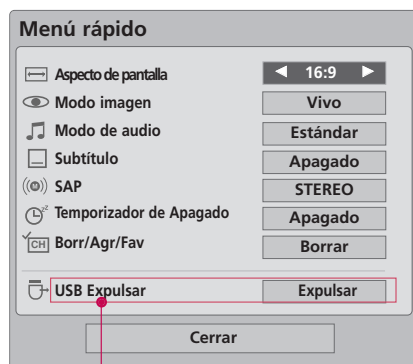 Menú rápido
Aspecto de pantalla ◀ 16:9 ▶
Modo imagen Vivo
Modo de audio Estándar
Subtítulo Apagado
SAP STEREO
Temporizador de Apagado Apagado
CH Borr/Agr/Fav Borrar
USB Expulsar Expulsar
Cerrar